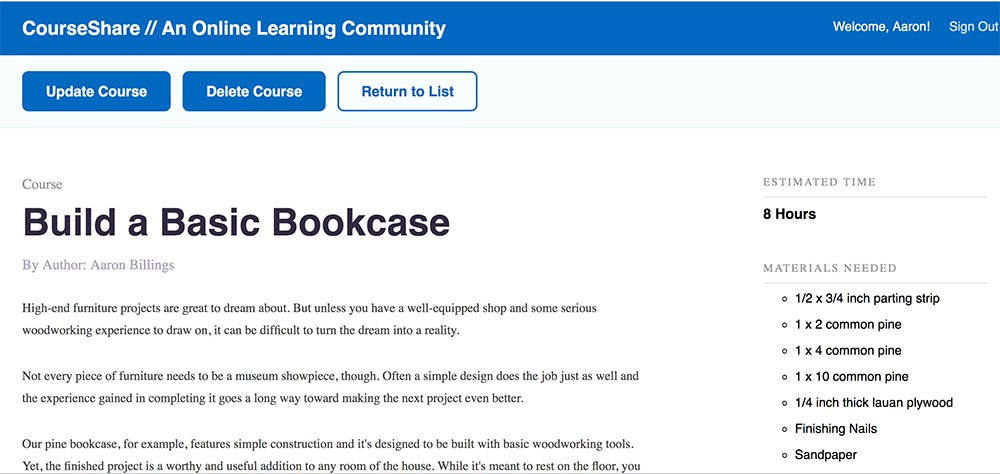 CourseShare // An Online Learning Community
Welcome, Aaron! Sign Out
Update Course Delete Course Return to List
Course
Build a Basic Bookcase
By Author: Aaron Billings
High-end furniture projects are great to dream about. But unless you have a well-equipped shop and some serious
woodworking experience to draw on, it can be difficult to turn the dream into a reality.
Not every piece of furniture needs to be a museum showpiece, though. Often a simple design does the job just as well and
the experience gained in completing it goes a long way toward making the next project even better.
Our pine bookcase, for example, features simple construction and it's designed to be built with basic woodworking tools.
Yet, the finished project is a worthy and useful addition to any room of the house. While it's meant to rest on the floor, you
ESTIMATED TIME
8 Hours
MATERIALS NEEDED
1/2 x 3/4 inch parting strip
1 x 2 common pine
1 x 4 common pine
1 x 10 common pine
1/4 inch thick lauan plywood
Finishing Nails
Sandpaper